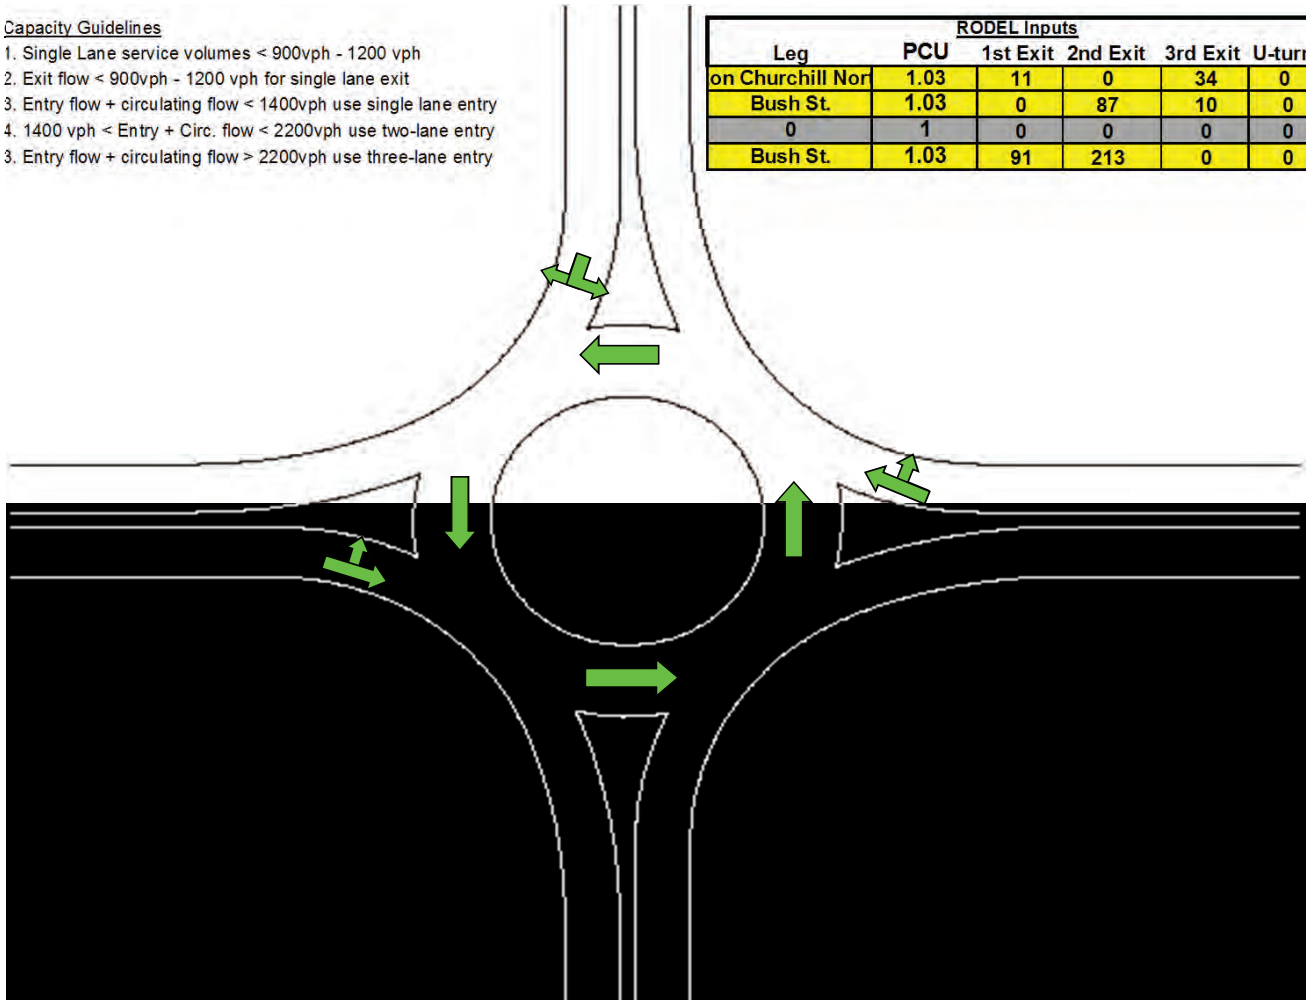 Capacity Guidelines
1. Single Lane service volumes < 900vph - 1200 vph
2. Exit flow < 900vph - 1200 vph for single lane exit
3. Entry flow + circulating flow < 1400vph use single lane entry
4. 1400 vph < Entry + Circ. flow < 2200vph use two-lane entry
3. Entry flow + circulating flow > 2200vph use three-lane entry
RODEL Inputs
Leg PCU 1st Exit 2nd Exit 3rd Exit U-turn
on Churchill Nort 1.03 11 0 34 0
Bush St. 1.03 0 87 10 0
0 1 0 0 0 0
Bush St. 1.03 91 213 0 0